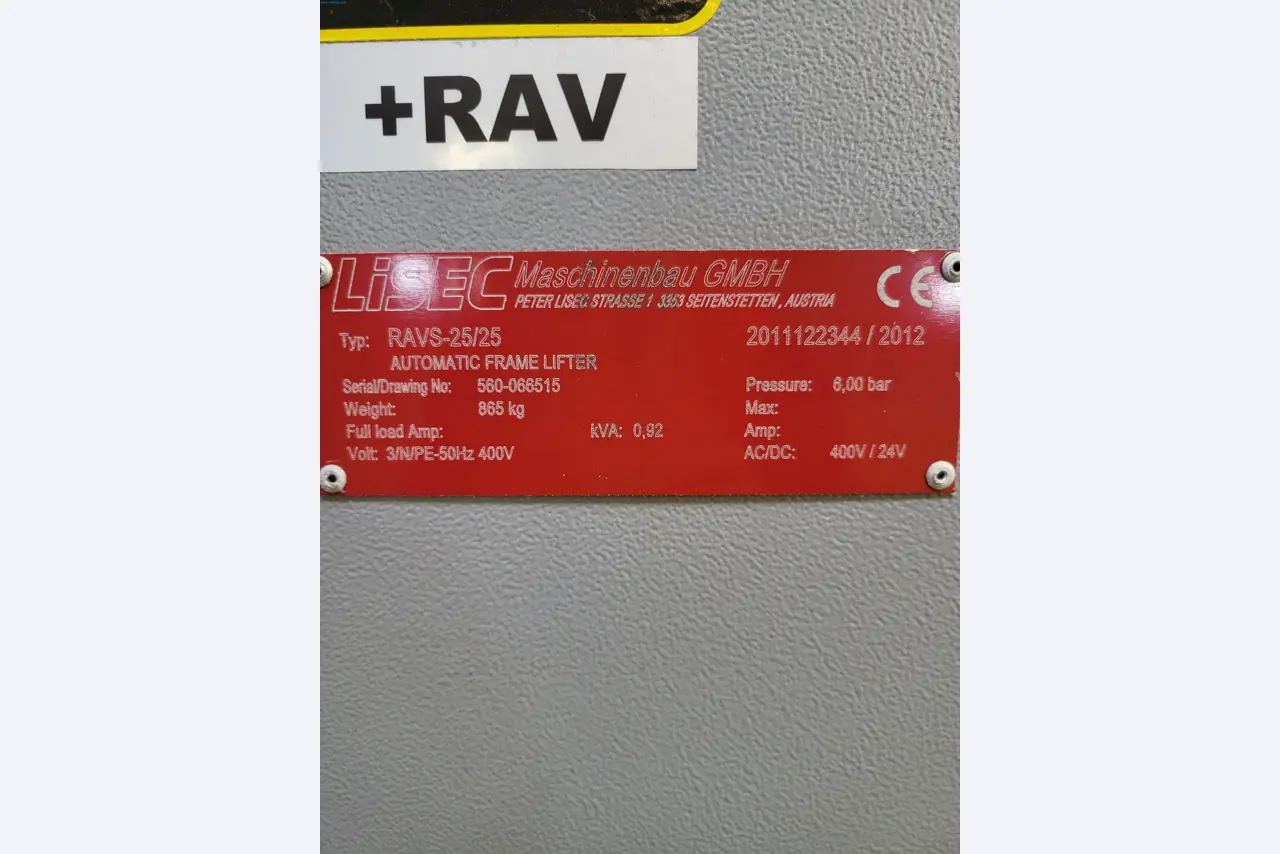 +RAV
LiSEC Maschinenbau GMBH
PETER LISEC STRASSE 1 3353 SEITENSTETTEN, AUSTRIA
CE
Typ: RAVS-25/25 2011122344 / 2012
AUTOMATIC FRAME LIFTER
Serial/Drawing No: 560-066515 Pressure: 6,00 bar
Weight: 865 kg Max:
Full load Amp: kVA: 0,92 Amp:
Volt: 3/N/PE-50Hz 400V AC/DC: 400V / 24V